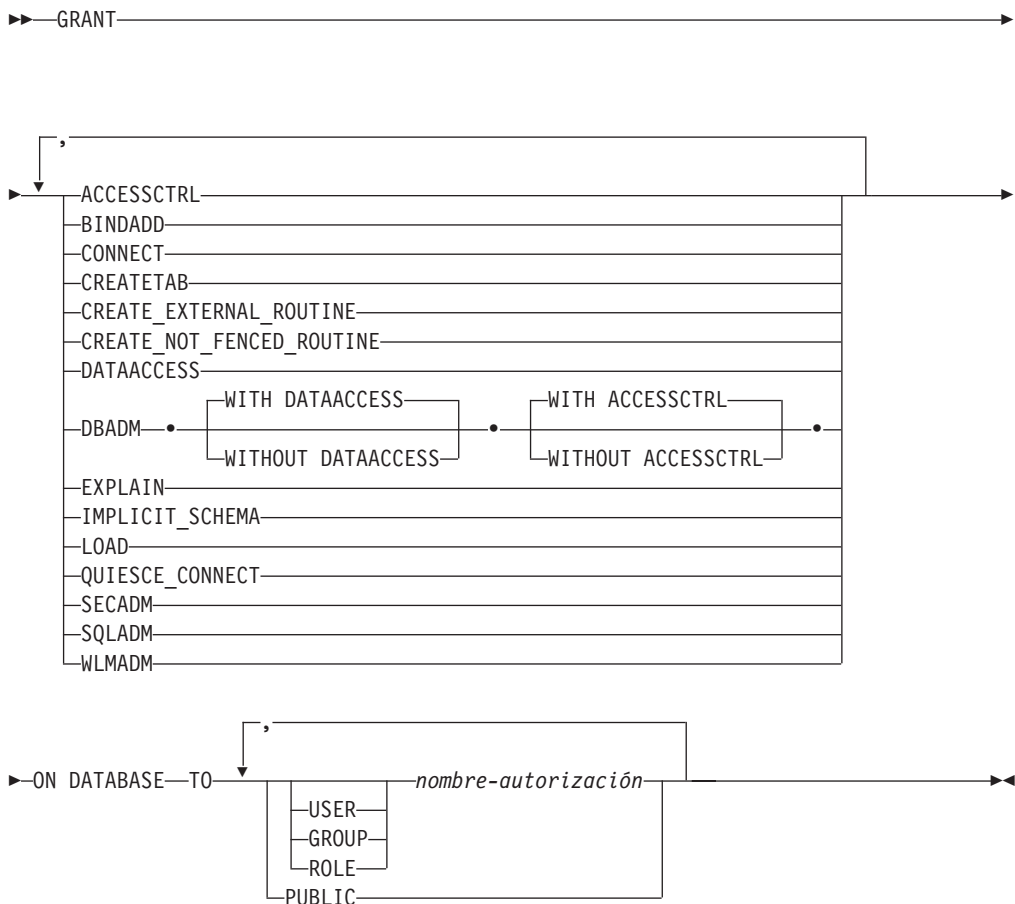 GRANT
,
ACCESSCTRL
BINDADD
CONNECT
CREATETAB
CREATE_EXTERNAL_ROUTINE
CREATE_NOT_FENCED_ROUTINE
DATAACCESS
WITH DATAACCESS WITH ACCESSCTRL
DBADM • • •
WITHOUT DATAACCESS WITHOUT ACCESSCTRL
EXPLAIN
IMPLICIT_SCHEMA
LOAD
QUIESCE_CONNECT
SECADM
SQLADM
WLMADM
,
ON DATABASE TO nombre-autorización
USER
GROUP
ROLE
PUBLIC